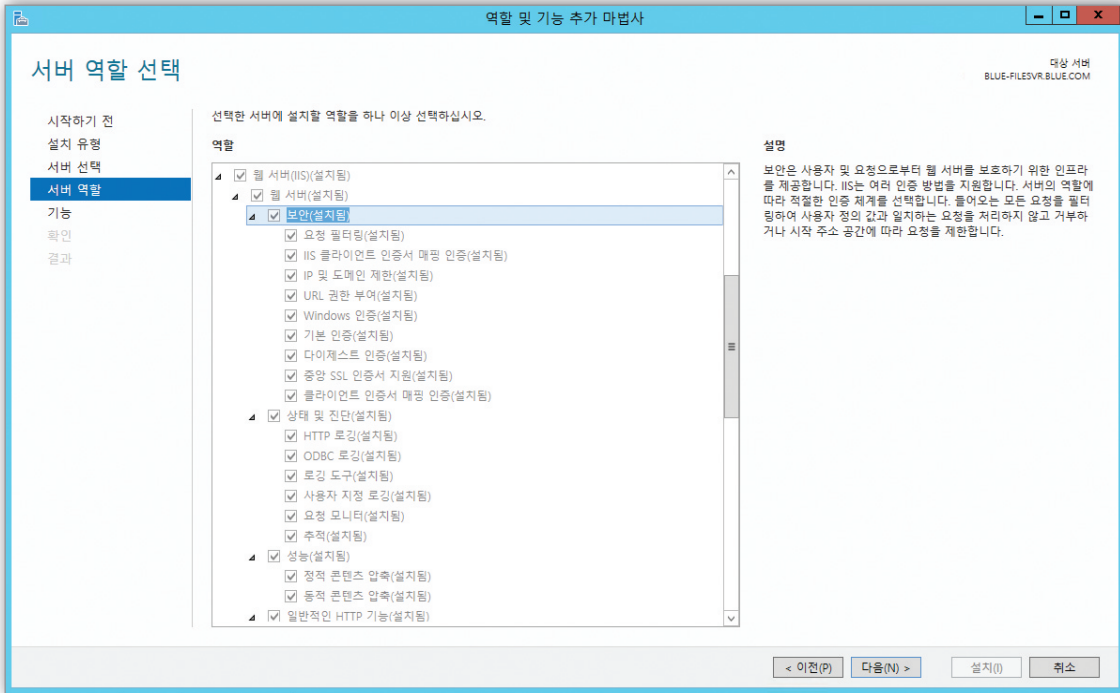 역할 및 기능 추가 마법사
서버 역할 선택
대상 서버
BLUE-FILESVR.BLUE.COM
시작하기 전
설치 유형
서버 선택
서버 역할
기능
확인
결과
선택한 서버에 설치할 역할을 하나 이상 선택하십시오.
역할
웹 서버(IIS)(설치됨)
웹 서버(설치됨)
보안(설치됨)
요청 필터링(설치됨)
IIS 클라이언트 인증서 매핑 인증(설치됨)
IP 및 도메인 제한(설치됨)
URL 권한 부여(설치됨)
Windows 인증(설치됨)
기본 인증(설치됨)
다이제스트 인증(설치됨)
중앙 SSL 인증서 지원(설치됨)
클라이언트 인증서 매핑 인증(설치됨)
상태 및 진단(설치됨)
HTTP 로깅(설치됨)
ODBC 로깅(설치됨)
로깅 도구(설치됨)
사용자 지정 로깅(설치됨)
요청 모니터(설치됨)
추적(설치됨)
성능(설치됨)
정적 콘텐츠 압축(설치됨)
동적 콘텐츠 압축(설치됨)
일반적인 HTTP 기능(설치됨)
설명
보안은 사용자 및 요청으로부터 웹 서버를 보호하기 위한 인프라
를 제공합니다. IIS는 여러 인증 방법을 지원합니다. 서버의 역할에
따라 적절한 인증 체계를 선택합니다. 들어오는 모든 요청을 필터
링하여 사용자 정의 값과 일치하는 요청을 처리하지 않고 거부하
거나 시작 주소 공간에 따라 요청을 제한합니다.
< 이전(P)
다음(N) >
설치(I)
취소